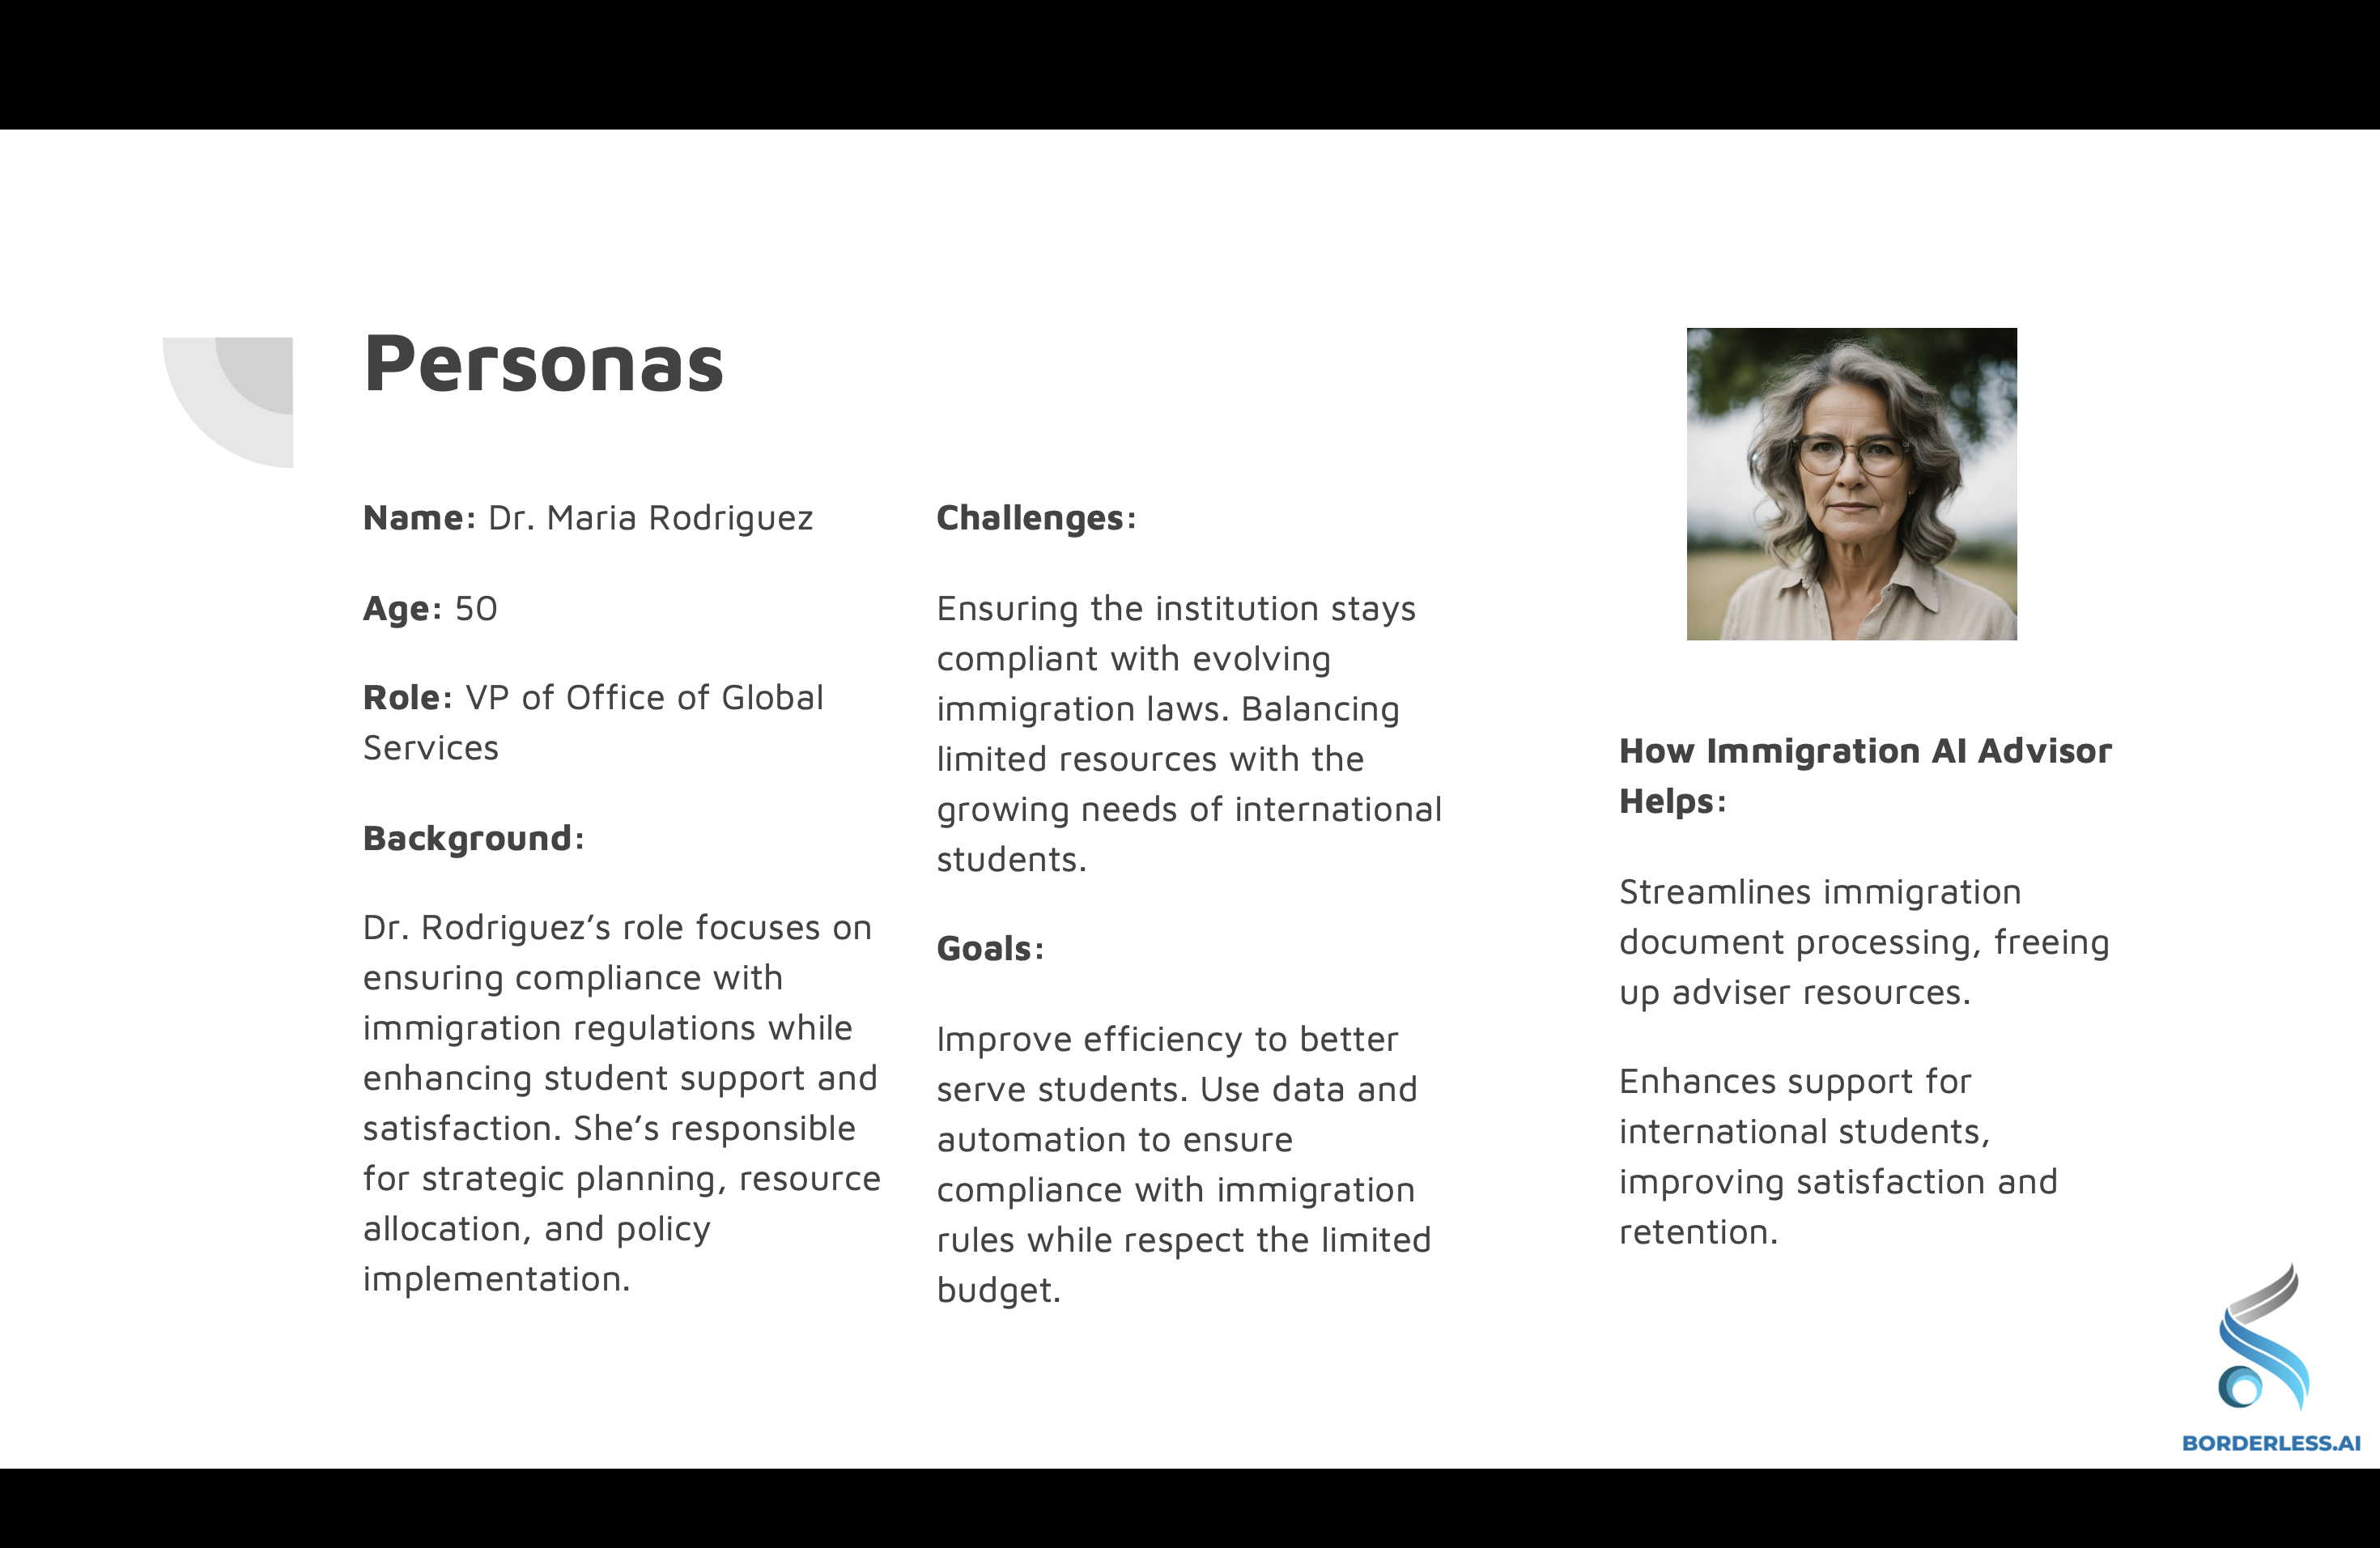 Personas
Name: Dr. Maria Rodriguez
Age: 50
Role: VP of Office of Global
Services
Background:
Dr. Rodriguez’s role focuses on
ensuring compliance with
immigration regulations while
enhancing student support and
satisfaction. She’s responsible
for strategic planning, resource
allocation, and policy
implementation.
Challenges:
Ensuring the institution stays
compliant with evolving
immigration laws. Balancing
limited resources with the
growing needs of international
students.
Goals:
Improve efficiency to better
serve students. Use data and
automation to ensure
compliance with immigration
rules while respect the limited
budget.
How Immigration AI Advisor
Helps:
Streamlines immigration
document processing, freeing
up adviser resources.
Enhances support for
international students,
improving satisfaction and
retention.
BORDERLESS.AI